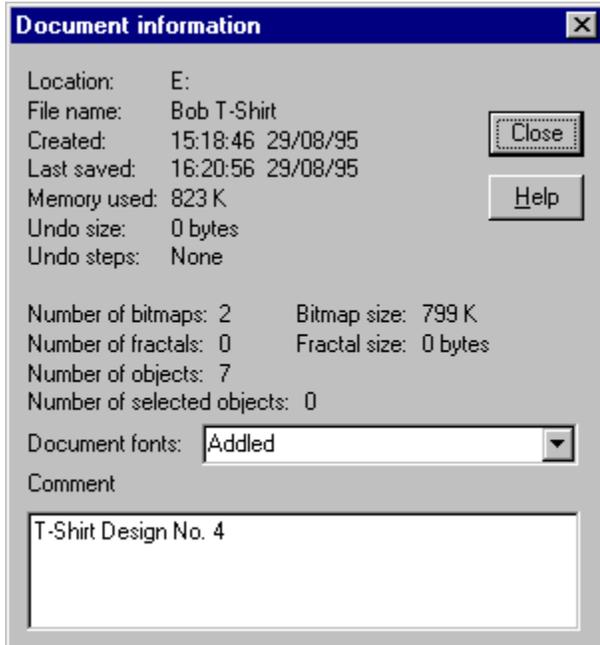 Document information
Location: E:
File name: Bob T-Shirt
Created: 15:18:46 29/08/95
Close
Last saved: 16:20:56 29/08/95
Memory used: 823 K
Help
Undo size: 0 bytes
Undo steps: None
Number of bitmaps: 2 Bitmap size: 799 K
Number of fractals: 0 Fractal size: 0 bytes
Number of objects: 7
Number of selected objects: 0
Document fonts: Addled
Comment
T-Shirt Design No. 4